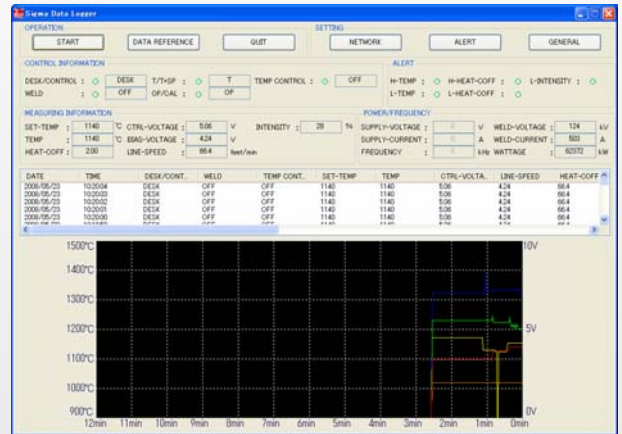 Sigma Data Logger
OPERATION SETTING
START DATA REFERENCE QUIT NETWORK ALERT GENERAL
CONTROL INFORMATION ALERT
DESK/CONTROL : DESK T/T+SP : T TEMP CONTROL : OFF H-TEMP : H-HEAT-COFF : L-INTENSITY :
WELD : OFF OP/CAL : OP L-TEMP : L-HEAT-COFF :
MEASURING INFORMATION POWER/FREQUENCY
SET-TEMP : 1140 °C CTRL-VOLTAGE : 5.06 V INTENSITY : 28 % SUPPLY-VOLTAGE : V WELD-VOLTAGE : 124 kV
TEMP : 1140 °C BIAS-VOLTAGE : 4.24 V SUPPLY-CURRENT : A WELD-CURRENT : 503 A
HEAT-COFF : 2.00 LINE-SPEED : 66.4 feet/min FREQUENCY : kHz WATTAGE : 62372 kW
DATE TIME DESK/CONT.. WELD TEMP CONT.. SET-TEMP TEMP CTRL-VOLTA.. LINE-SPEED HEAT-COFF
2008/05/23 10:20:04 DESK OFF OFF 1140 1140 5.06 4.24 66.4
2008/05/23 10:20:03 DESK OFF OFF 1140 1140 5.06 4.24 66.4
2008/05/23 10:20:02 DESK OFF OFF 1140 1140 5.06 4.24 66.4
2008/05/23 10:20:01 DESK OFF OFF 1140 1140 5.06 4.24 66.4
2008/05/23 10:20:00 DESK OFF OFF 1140 1140 5.06 4.24 66.4
1500°C 10V
1400°C
1300°C
1200°C 5V
1100°C
1000°C
900°C 0V
12min 11min 10min 9min 8min 7min 6min 5min 4min 3min 2min 1min 0min